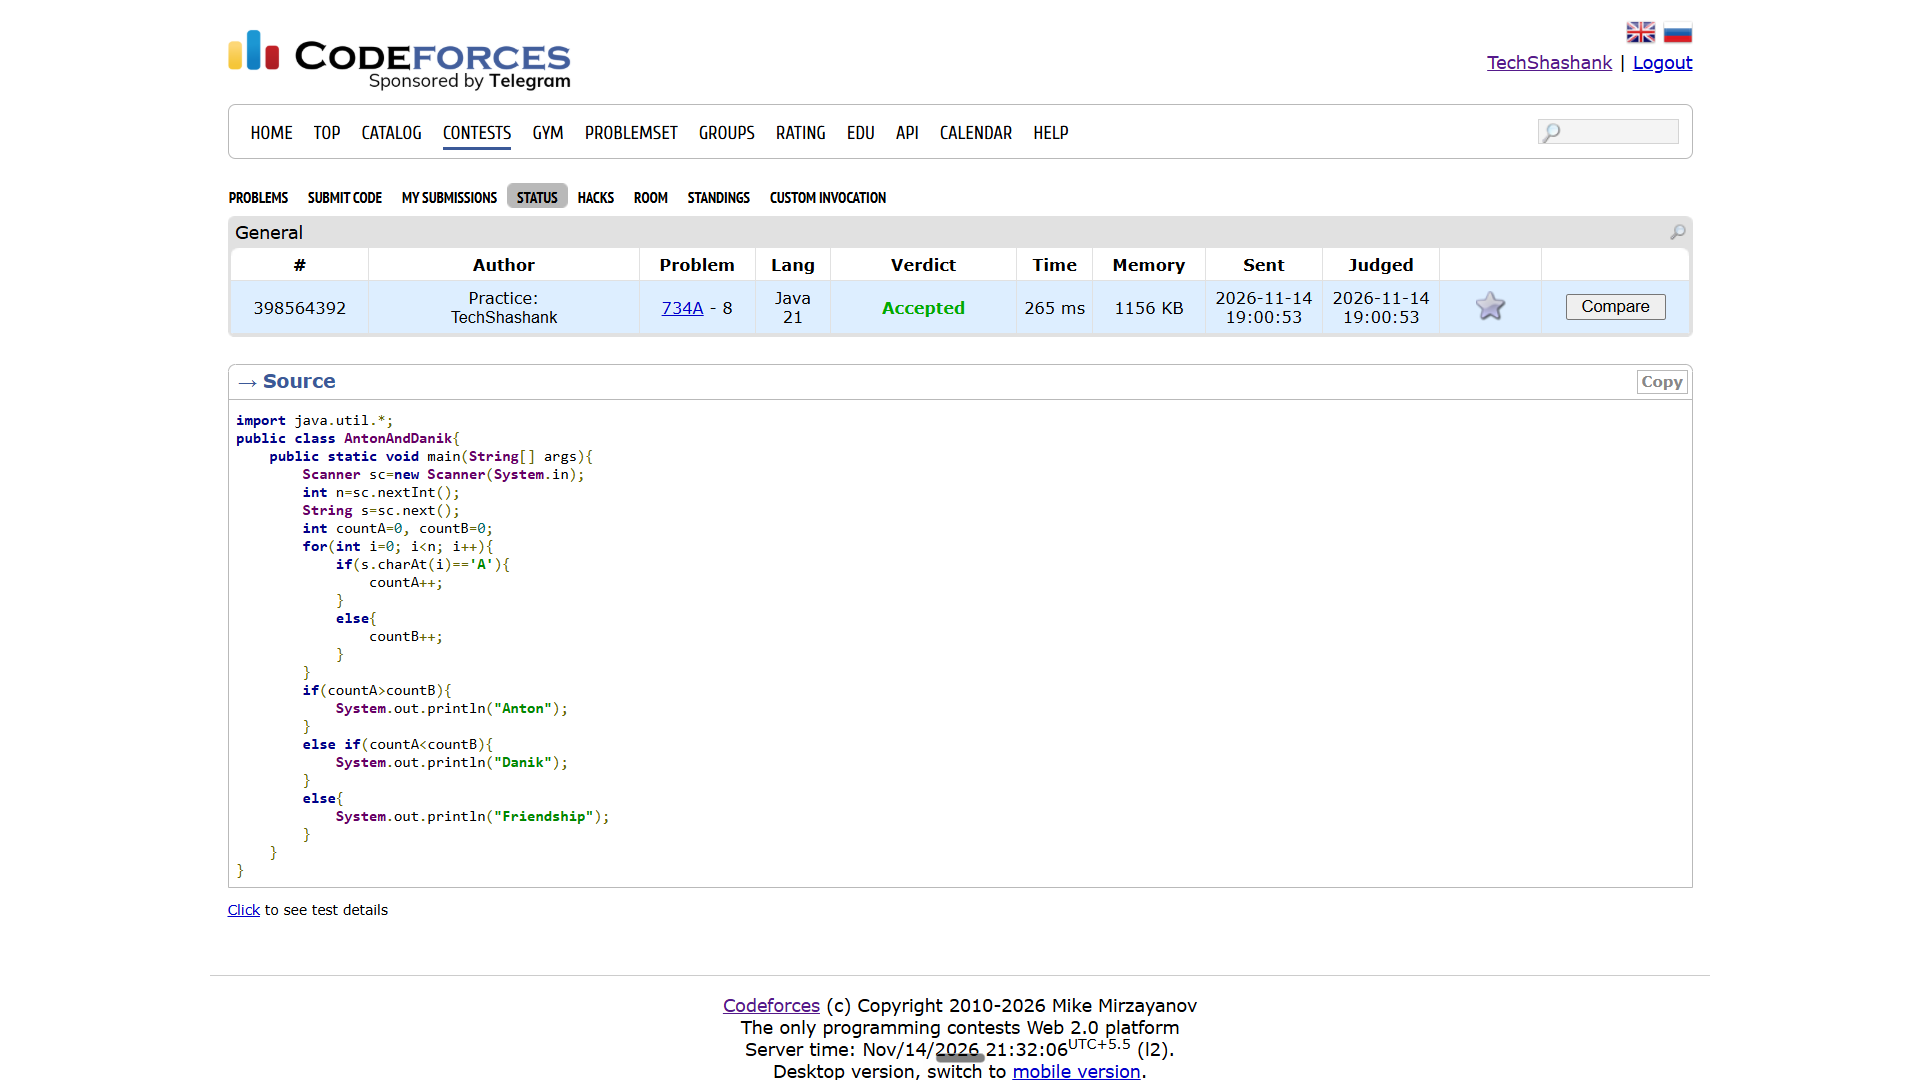 CODEFORCES
Sponsored by Telegram
TechShashank | Logout
HOME TOP CATALOG CONTESTS GYM PROBLEMSET GROUPS RATING EDU API CALENDAR HELP
PROBLEMS SUBMIT CODE MY SUBMISSIONS STATUS HACKS ROOM STANDINGS CUSTOM INVOCATION
General
# Author Problem Lang Verdict Time Memory Sent Judged
398564392 Practice: TechShashank 734A - 8 Java 21 Accepted 265 ms 1156 KB 2026-11-14 19:00:53 2026-11-14 19:00:53 Compare
→ Source Copy
import java.util.*;
public class AntonAndDanik{
    public static void main(String[] args){
        Scanner sc=new Scanner(System.in);
        int n=sc.nextInt();
        String s=sc.next();
        int countA=0, countB=0;
        for(int i=0; i<n; i++){
            if(s.charAt(i)=='A'){
                countA++;
            }
            else{
                countB++;
            }
        }
        if(countA>countB){
            System.out.println("Anton");
        }
        else if(countA<countB){
            System.out.println("Danik");
        }
        else{
            System.out.println("Friendship");
        }
    }
}
Click to see test details
Codeforces (c) Copyright 2010-2026 Mike Mirzayanov
The only programming contests Web 2.0 platform
Server time: Nov/14/2026 21:32:06UTC+5.5 (l2).
Desktop version, switch to mobile version.